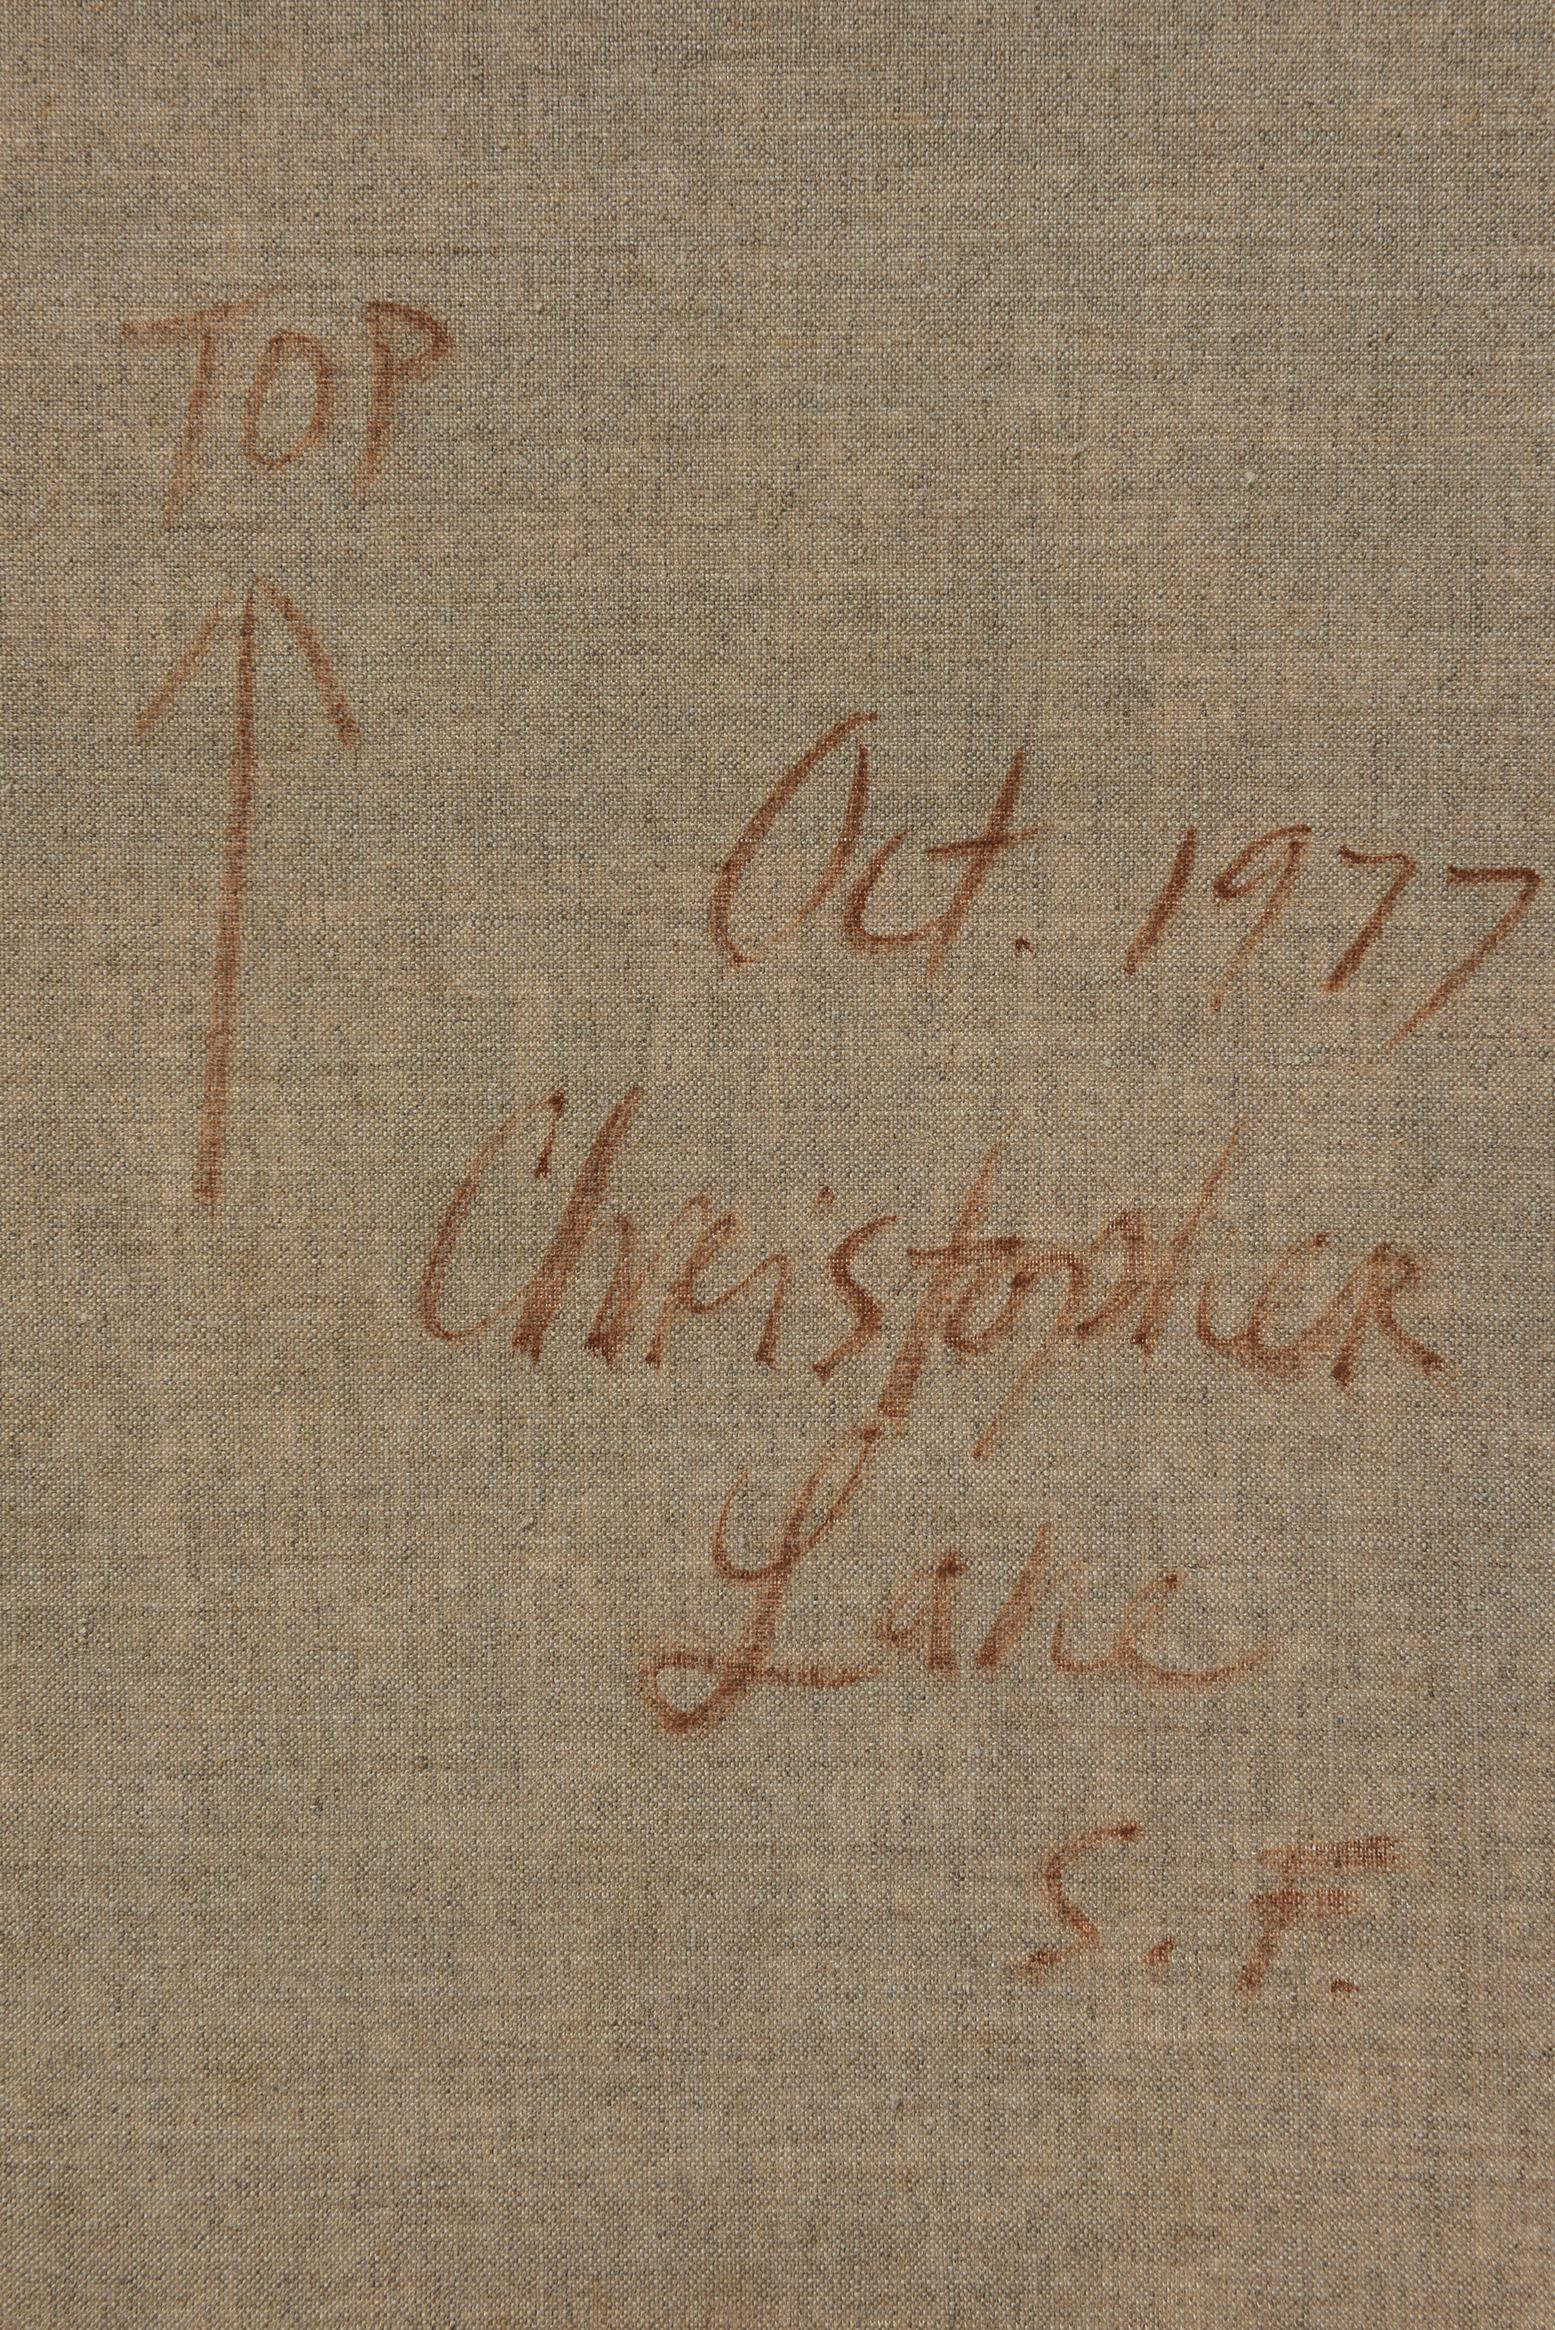 TOP
Oct. 1977
Christopher
Lane
S.F.